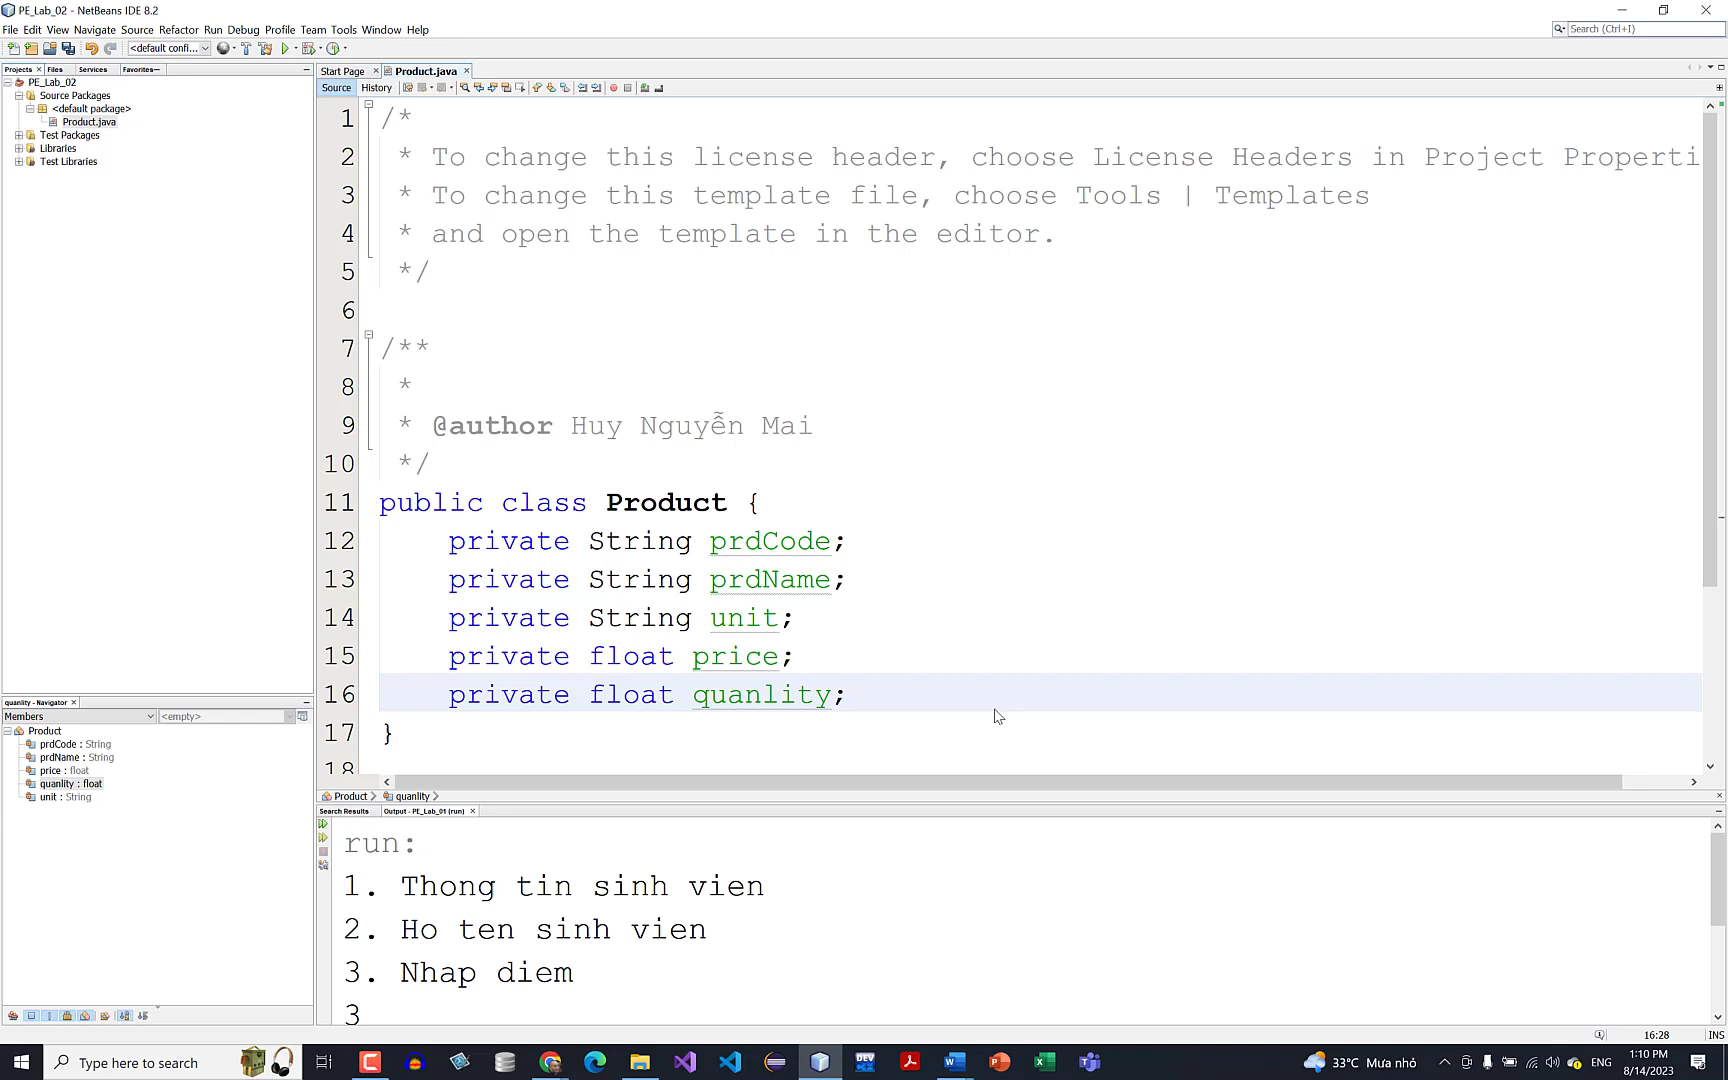 PE_Lab_02 - NetBeans IDE 8.2
File Edit View Navigate Source Refactor Run Debug Profile Team Tools Window Help
Search (Ctrl+I)
<default confi...
Projects Files Services Favorites
Start Page Product.java
Source History
PE_Lab_02
Source Packages
<default package>
Product.java
Test Packages
Libraries
Test Libraries
1 /*
2 * To change this license header, choose License Headers in Project Properti
3 * To change this template file, choose Tools | Templates
4 * and open the template in the editor.
5 */
6
7 /**
8 *
9 * @author Huy Nguyễn Mai
10 */
11 public class Product {
12 private String prdCode;
13 private String prdName;
14 private String unit;
15 private float price;
16 private float quanlity;
17 }
18
quanlity - Navigator
Members <empty>
Product
prdCode : String
prdName : String
price : float
quanlity : float
unit : String
Product quanlity
Search Results Output - PE_Lab_01 (run)
run:
1. Thong tin sinh vien
2. Ho ten sinh vien
3. Nhap diem
3
16:28 INS
Type here to search
DEV
33°C Mưa nhỏ
ENG
1:10 PM
8/14/2023